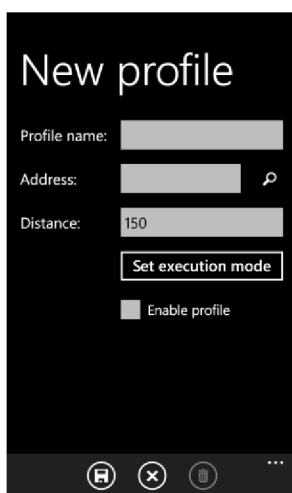 New profile
Profile name:
Address:
Distance: 150
Set execution mode
Enable profile
...